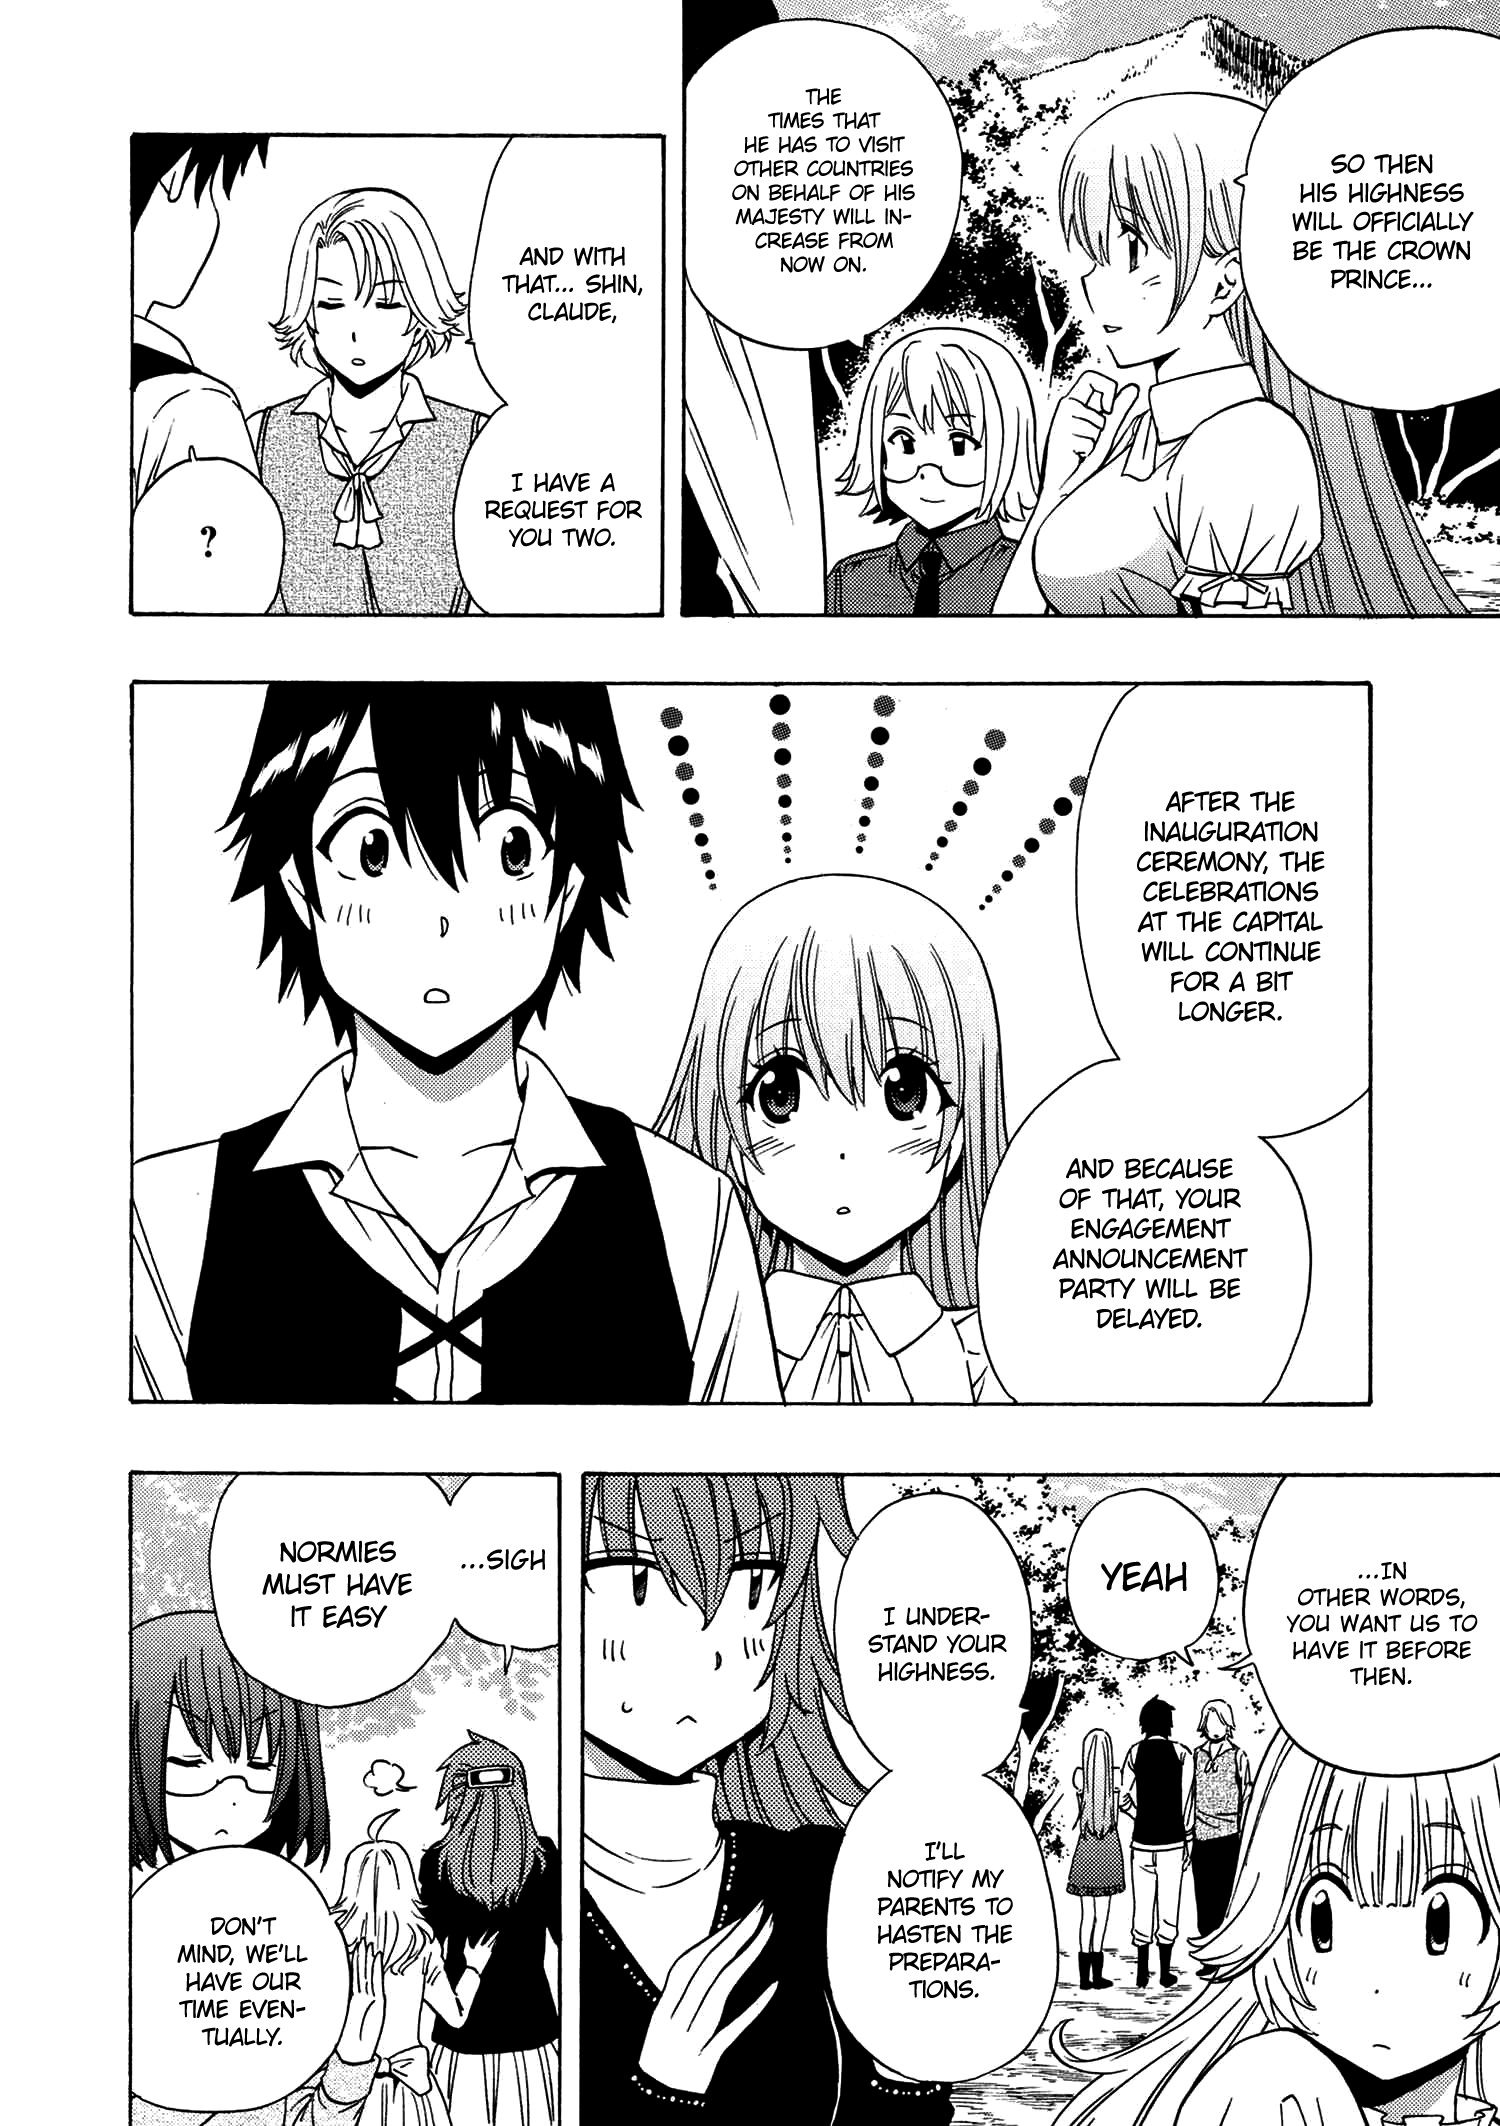 SO THEN
HIS HIGHNESS
WILL OFFICIALLY
BE THE CROWN
PRINCE...
THE
TIMES THAT
HE HAS TO VISIT
OTHER COUNTRIES
ON BEHALF OF HIS
MAJESTY WILL IN-
CREASE FROM
NOW ON.
AND WITH
THAT... SHIN,
CLAUDE,
I HAVE A
REQUEST FOR
YOU TWO.
?
AFTER THE
INAUGURATION
CEREMONY, THE
CELEBRATIONS
AT THE CAPITAL
WILL CONTINUE
FOR A BIT
LONGER.
AND BECAUSE
OF THAT, YOUR
ENGAGEMENT
ANNOUNCEMENT
PARTY WILL BE
DELAYED.
...IN
OTHER WORDS,
YOU WANT US TO
HAVE IT BEFORE
THEN.
YEAH
I UNDER-
STAND YOUR
HIGHNESS.
I'LL
NOTIFY MY
PARENTS TO
HASTEN THE
PREPARA-
TIONS.
...SIGH
NORMIES
MUST HAVE
IT EASY
DON'T
MIND, WE'LL
HAVE OUR
TIME EVEN-
TUALLY.